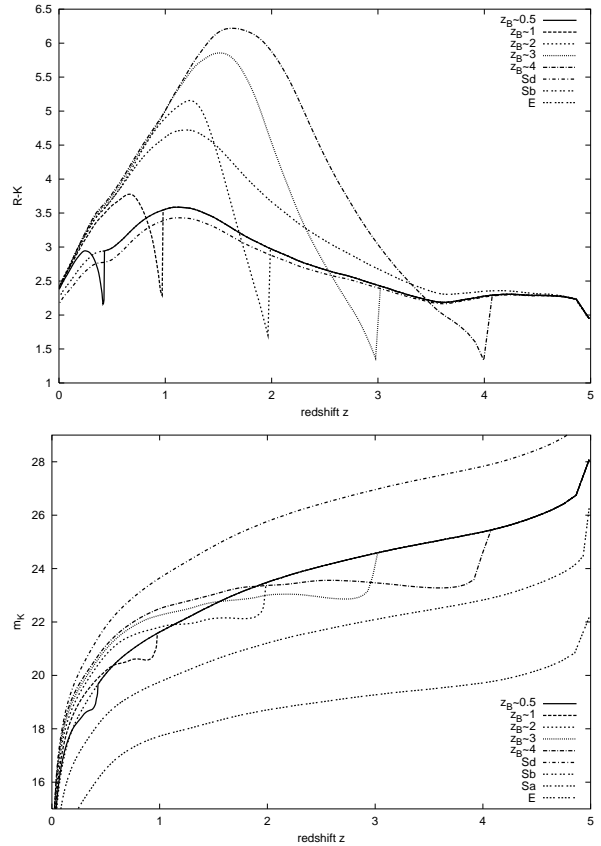 6.5
6
5.5
5
4.5
4
3.5
3
2.5
2
1.5
1
R-K
z_B~0.5
z_B~1
z_B~2
z_B~3
z_B~4
Sd
Sb
E
0 1 2 3 4 5
redshift z
28
26
24
22
20
18
16
m_K
z_B~0.5
z_B~1
z_B~2
z_B~3
z_B~4
Sd
Sb
Sa
E
0 1 2 3 4 5
redshift z